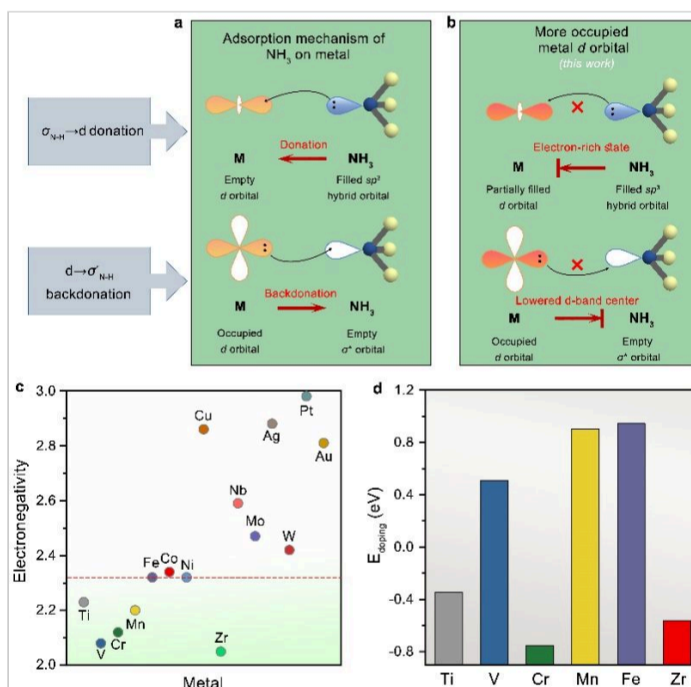 a
Adsorption mechanism of
NH₃ on metal
b
More occupied
metal d orbital
(this work)
σN-H→d donation
Donation
M
NH₃
Empty
d orbital
Filled sp³
hybrid orbital
Electron-rich state
M
NH₃
Partially filled
d orbital
Filled sp³
hybrid orbital
d→σ*N-H
backdonation
Backdonation
M
NH₃
Occupied
d orbital
Empty
σ* orbital
Lowered d-band center
M
NH₃
Occupied
d orbital
Empty
σ* orbital
c
Electronegativity
3.0
2.8
2.6
2.4
2.2
2.0
Ti
V
Cr
Mn
Fe
Co
Ni
Cu
Zr
Nb
Mo
Ag
W
Pt
Au
Metal
d
E doping (eV)
1.2
0.8
0.4
0.0
-0.4
-0.8
Ti
V
Cr
Mn
Fe
Zr